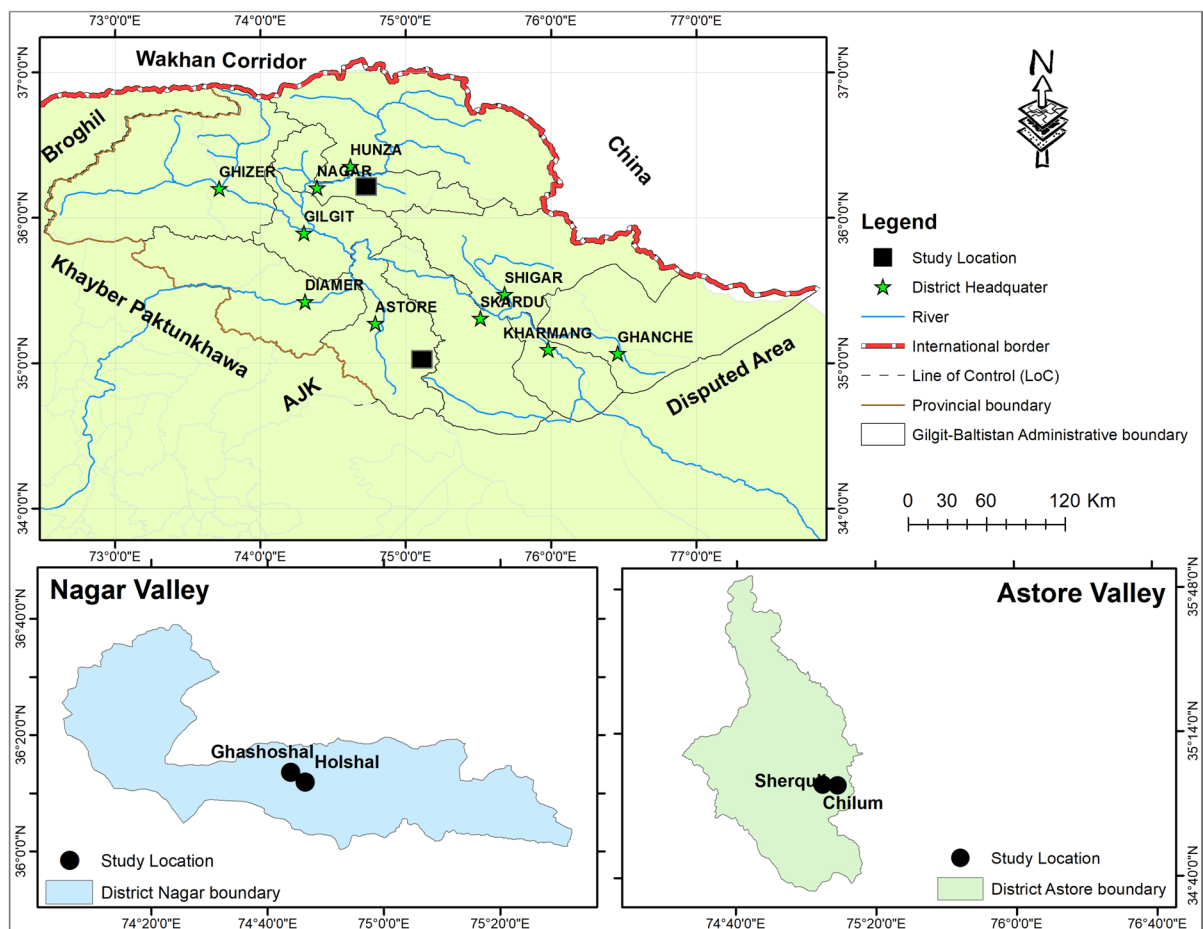 73°0'0"E 74°0'0"E 75°0'0"E 76°0'0"E 77°0'0"E
37°0'0"N
36°0'0"N
35°0'0"N
34°0'0"N
37°0'0"N
36°0'0"N
35°0'0"N
34°0'0"N
Wakhan Corridor
Broghil
China
HUNZA
GHIZER
NAGAR
GILGIT
Khayber Paktunkhawa
DIAMER
SHIGAR
ASTORE
SKARDU
KHARMANG
GHANCHE
AJK
Disputed Area
73°0'0"E 74°0'0"E 75°0'0"E 76°0'0"E 77°0'0"E
N
Legend
Study Location
District Headquater
River
International border
Line of Control (LoC)
Provincial boundary
Gilgit-Baltistan Administrative boundary
0 30 60 120 Km
Nagar Valley
36°40'0"N
36°20'0"N
36°0'0"N
Ghashoshal
Holshal
Study Location
District Nagar boundary
74°20'0"E 74°40'0"E 75°0'0"E 75°20'0"E
Astore Valley
35°48'0"N
35°14'0"N
34°40'0"N
Chilum
Study Location
District Astore boundary
74°40'0"E 75°20'0"E 76°0'0"E 76°40'0"E